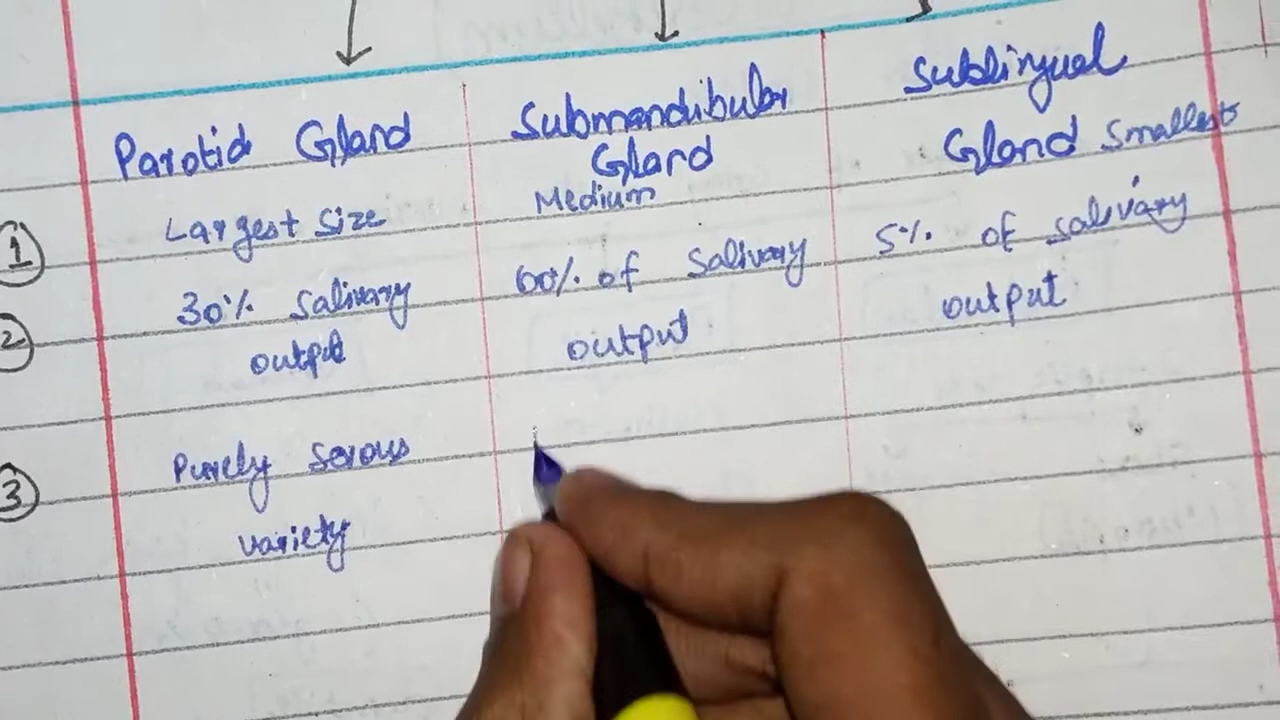 Parotid Gland
Submandibular
Gland
Sublingual
Gland Smallest
1
Largest Size
Medium
2
30% Salivary
output
60% of Salivary
output
5% of salivary
output
3
Purely Serous
variety